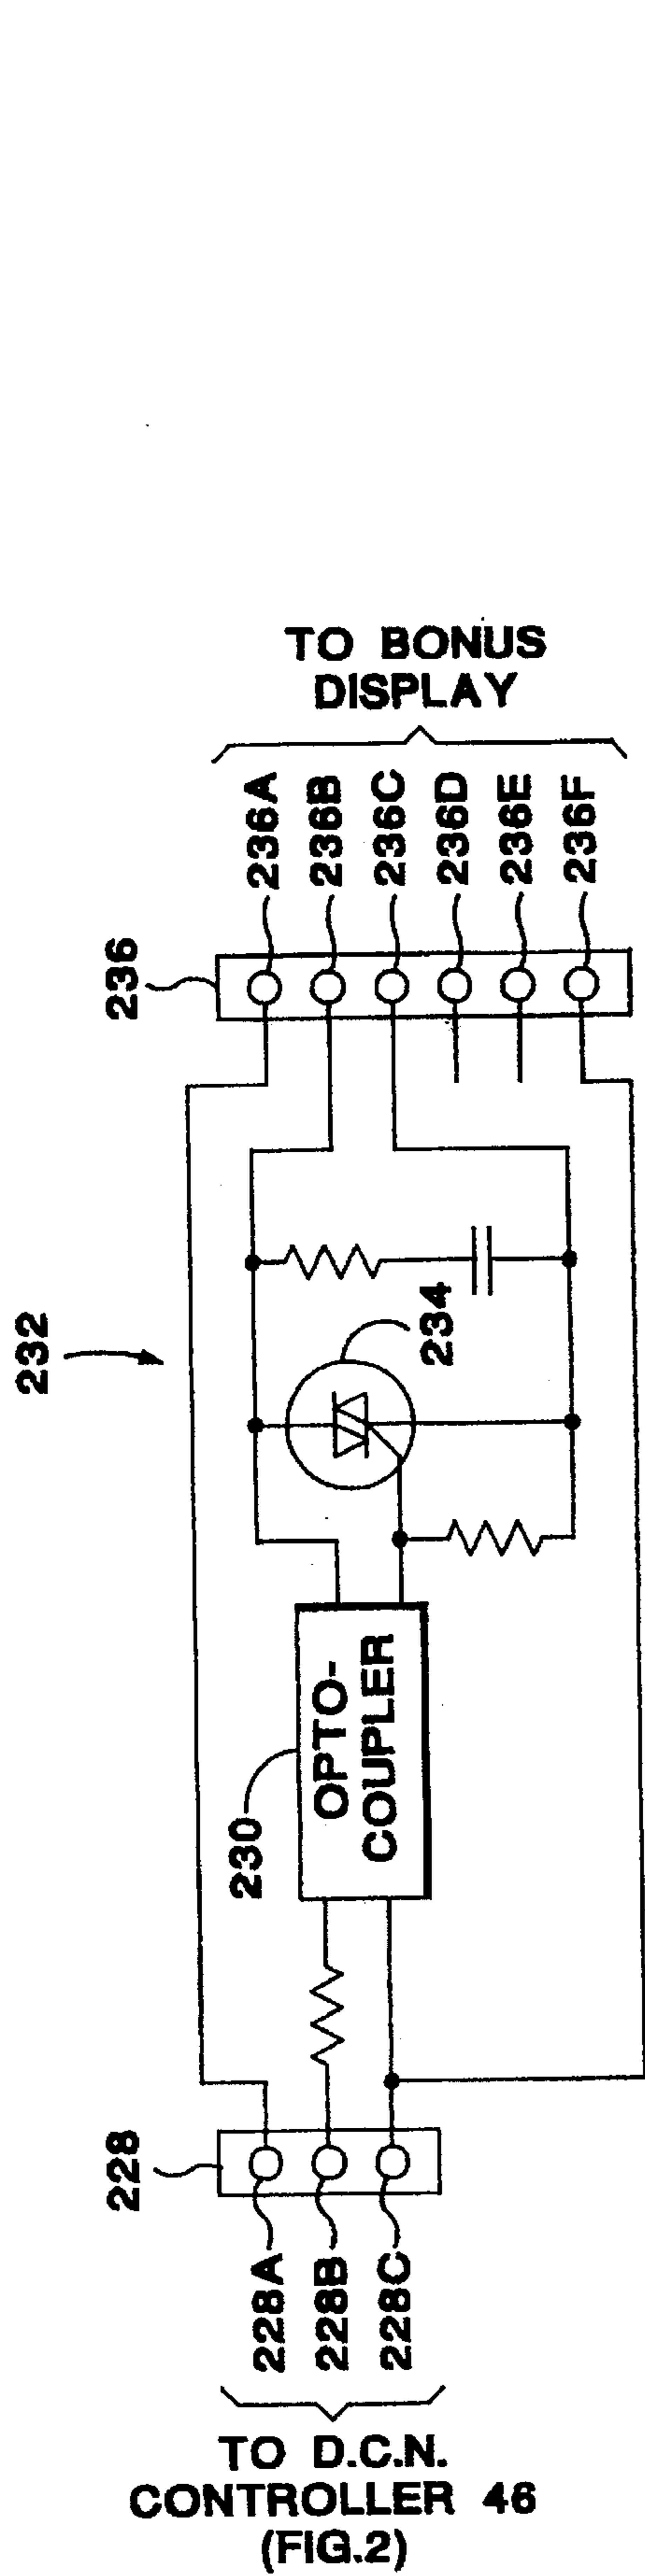 232
TO D.C.N.
CONTROLLER 46
(FIG.2)
228
228A
228B
228C
230
OPTO-
COUPLER
234
236
236A
236B
236C
236D
236E
236F
TO BONUS
DISPLAY